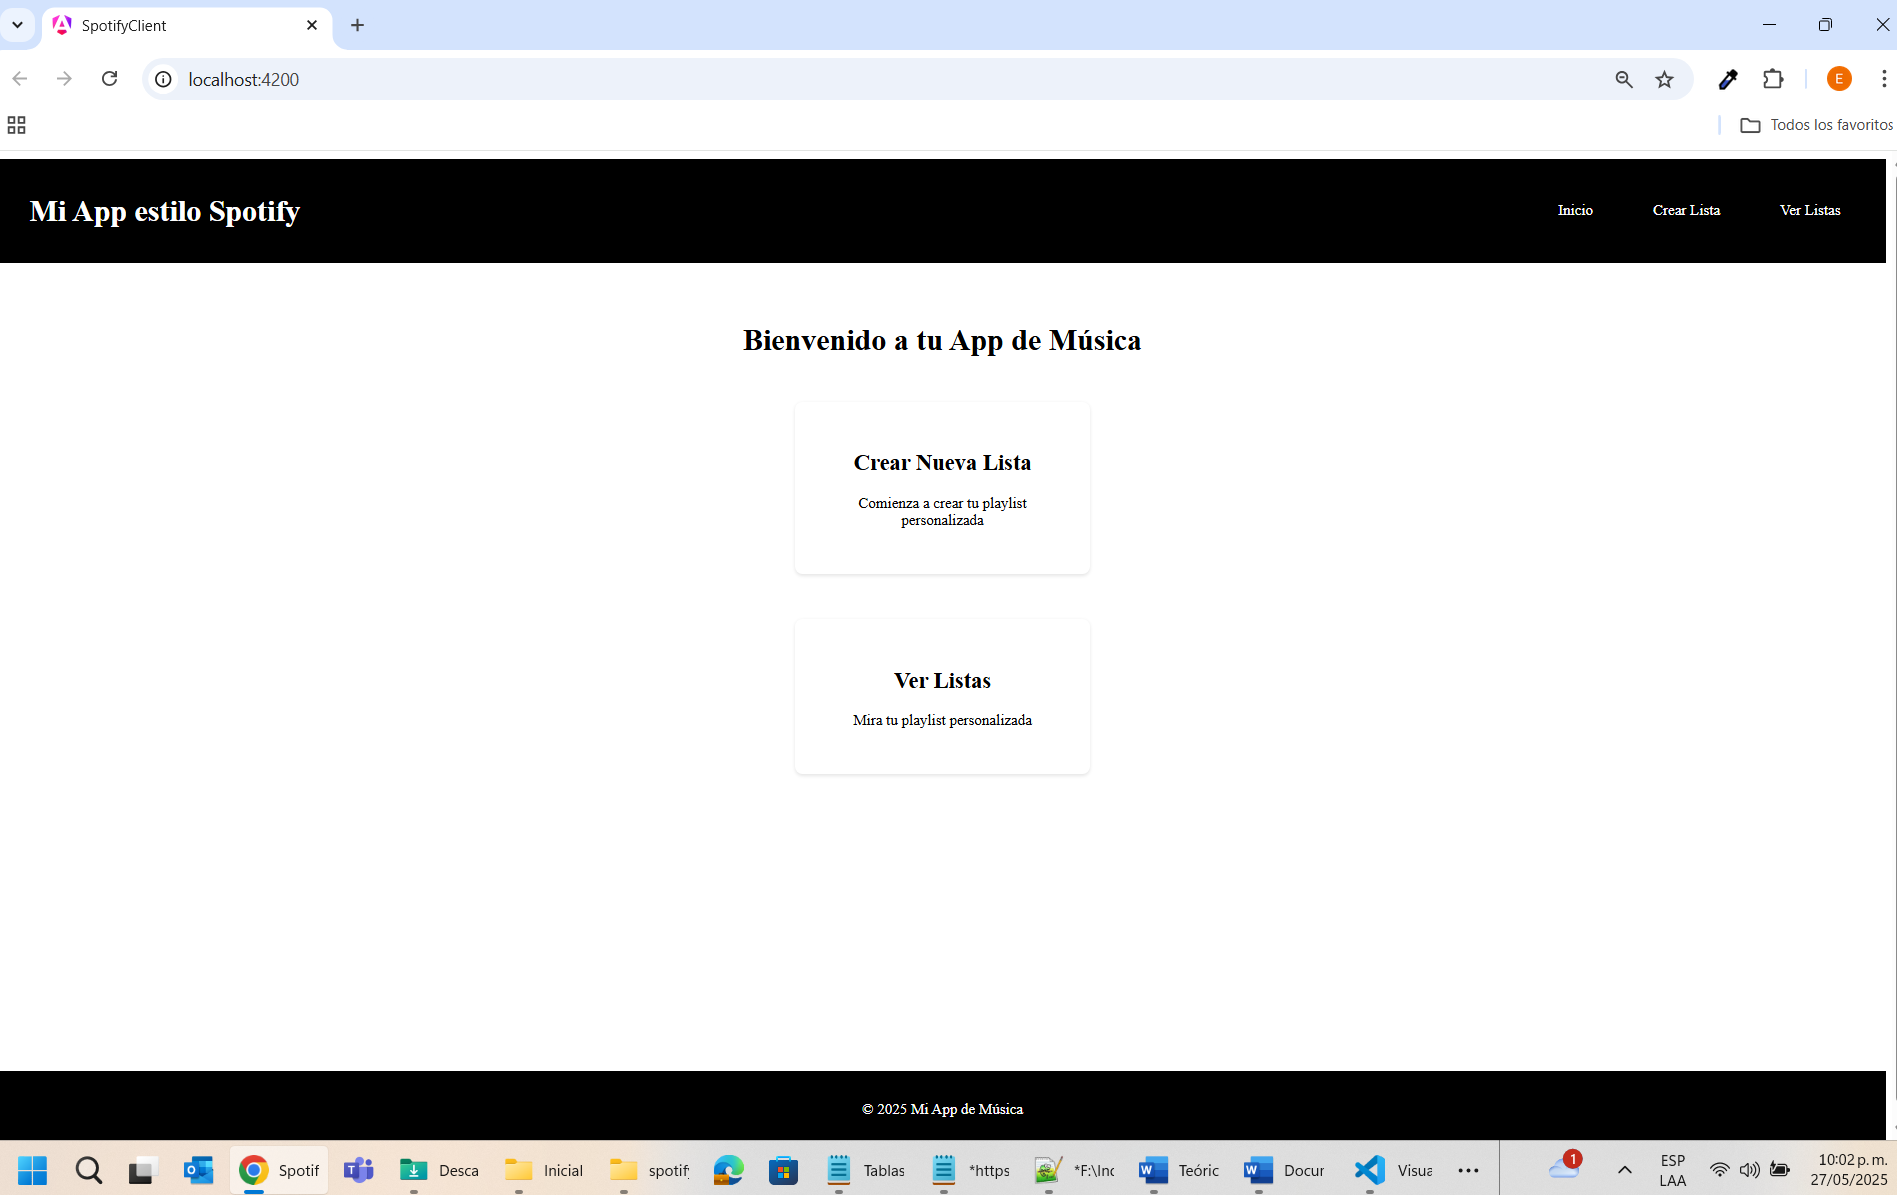 SpotifyClient
localhost:4200
E
Todos los favoritos
Mi App estilo Spotify
Inicio
Crear Lista
Ver Listas
Bienvenido a tu App de Música
Crear Nueva Lista
Comienza a crear tu playlist
personalizada
Ver Listas
Mira tu playlist personalizada
© 2025 Mi App de Música
Spotif
Desca
Inicial
spotif
Tablas
*https
*F:\Inc
Teóric
Docur
Visua
1
ESP
LAA
10:02 p. m.
27/05/2025